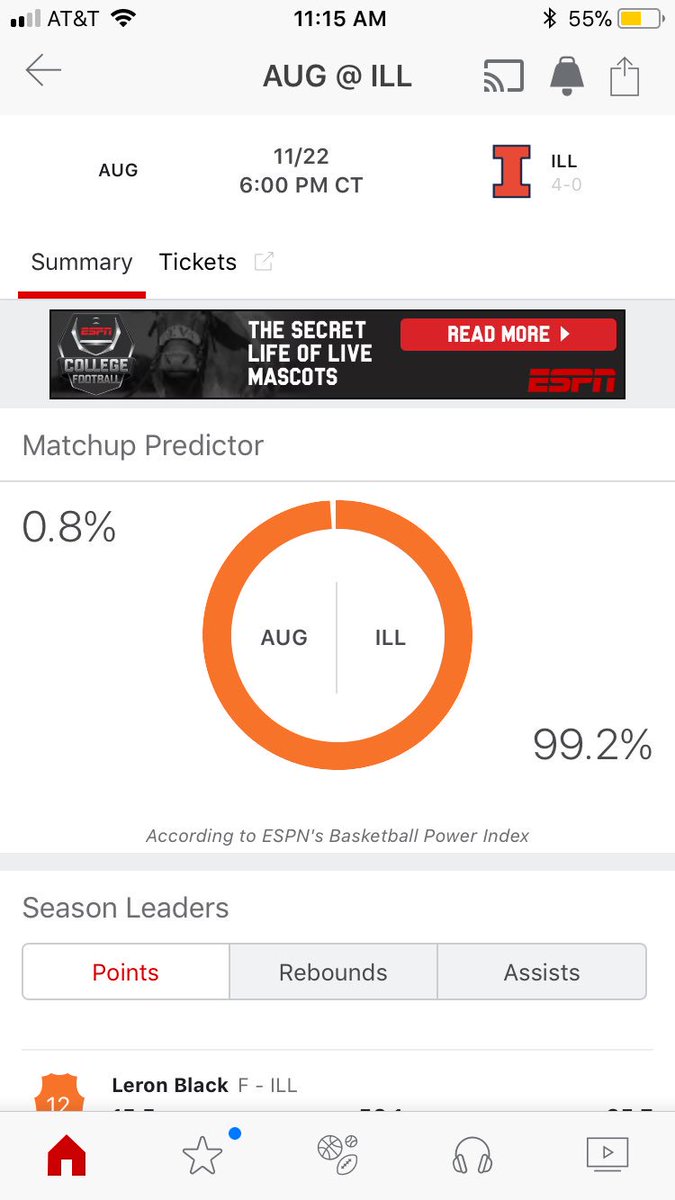 AT&T 11:15 AM 55%
AUG @ ILL
AUG
11/22
6:00 PM CT
ILL
4-0
Summary Tickets
ESPN
COLLEGE
FOOTBALL
THE SECRET
LIFE OF LIVE
MASCOTS
READ MORE
ESPN
Matchup Predictor
0.8%
AUG ILL
99.2%
According to ESPN's Basketball Power Index
Season Leaders
Points Rebounds Assists
12
Leron Black F - ILL